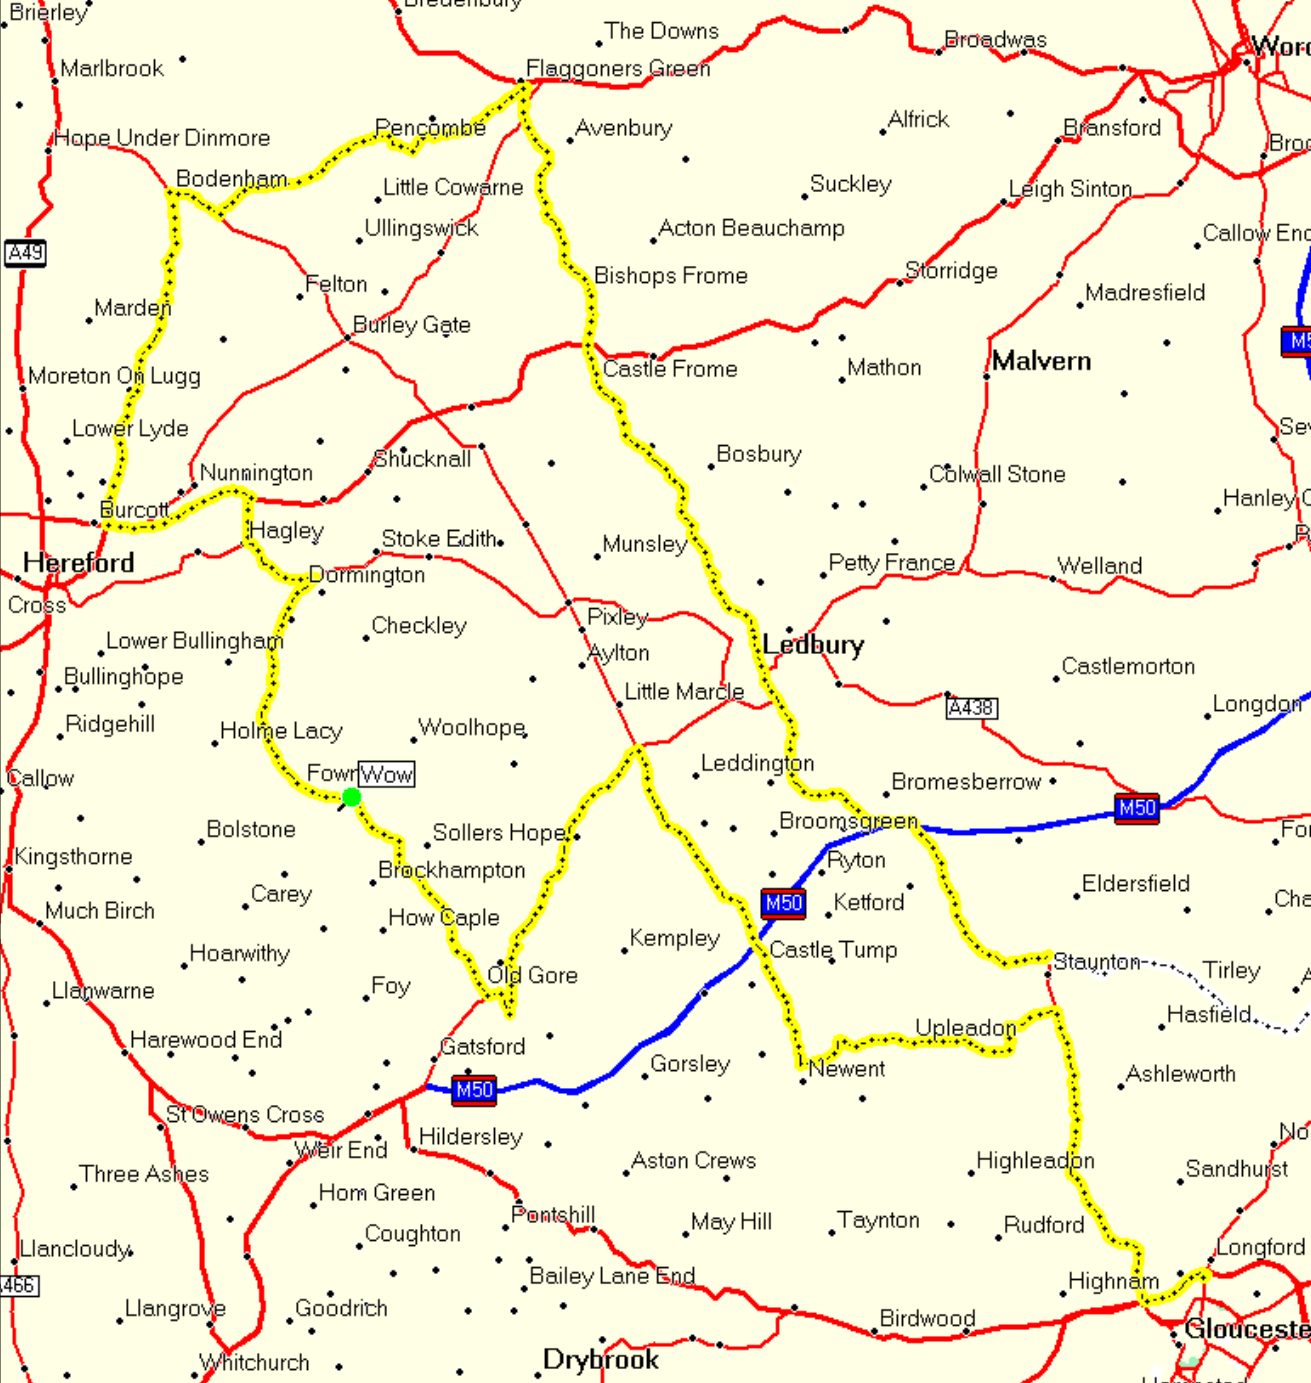 Brierley
Bredenbury
The Downs
Broadwas
Marlbrook
Flaggoners Green
Hope Under Dinmore
Pencombe
Avenbury
Alfrick
Bransford
Bodenham
Little Cowarne
Suckley
Leigh Sinton
Ullingswick
Acton Beauchamp
Callow End
A49
Felton
Bishops Frome
Storridge
Madresfield
Marden
Burley Gate
M5
Moreton On Lugg
Castle Frome
Mathon
Malvern
Lower Lyde
Shucknall
Bosbury
Nunnington
Colwall Stone
Hanley C
Burcott
Hagley
Stoke Edith
Munsley
Petty France
Welland
Hereford
Dormington
Cross
Pixley
Checkley
Lower Bullingham
Aylton
Ledbury
Castlemorton
Bullinghope
Little Marcle
A438
Longdon
Ridgehill
Holme Lacy
Woolhope
Callow
Fown
Wow
Leddington
Bromesberrow
M50
Bolstone
Sollers Hope
Broomsgreen
Kingsthorne
Brockhampton
Ryton
Carey
M50
Ketford
Eldersfield
Much Birch
How Caple
Hoarwithy
Kempley
Castle Tump
Old Gore
Staunton
Tirley
Llanwarne
Foy
Hasfield
Upleadon
Harewood End
Gatsford
Gorsley
Newent
Ashleworth
M50
St Owens Cross
Hildersley
Weir End
Three Ashes
Aston Crews
Highleadon
Sandhurst
Hom Green
Pontshill
May Hill
Taynton
Rudford
Llancloudy
Coughton
Longford
466
Bailey Lane End
Highnam
Llangrove
Goodrich
Birdwood
Glouceste
Whitchurch
Drybrook